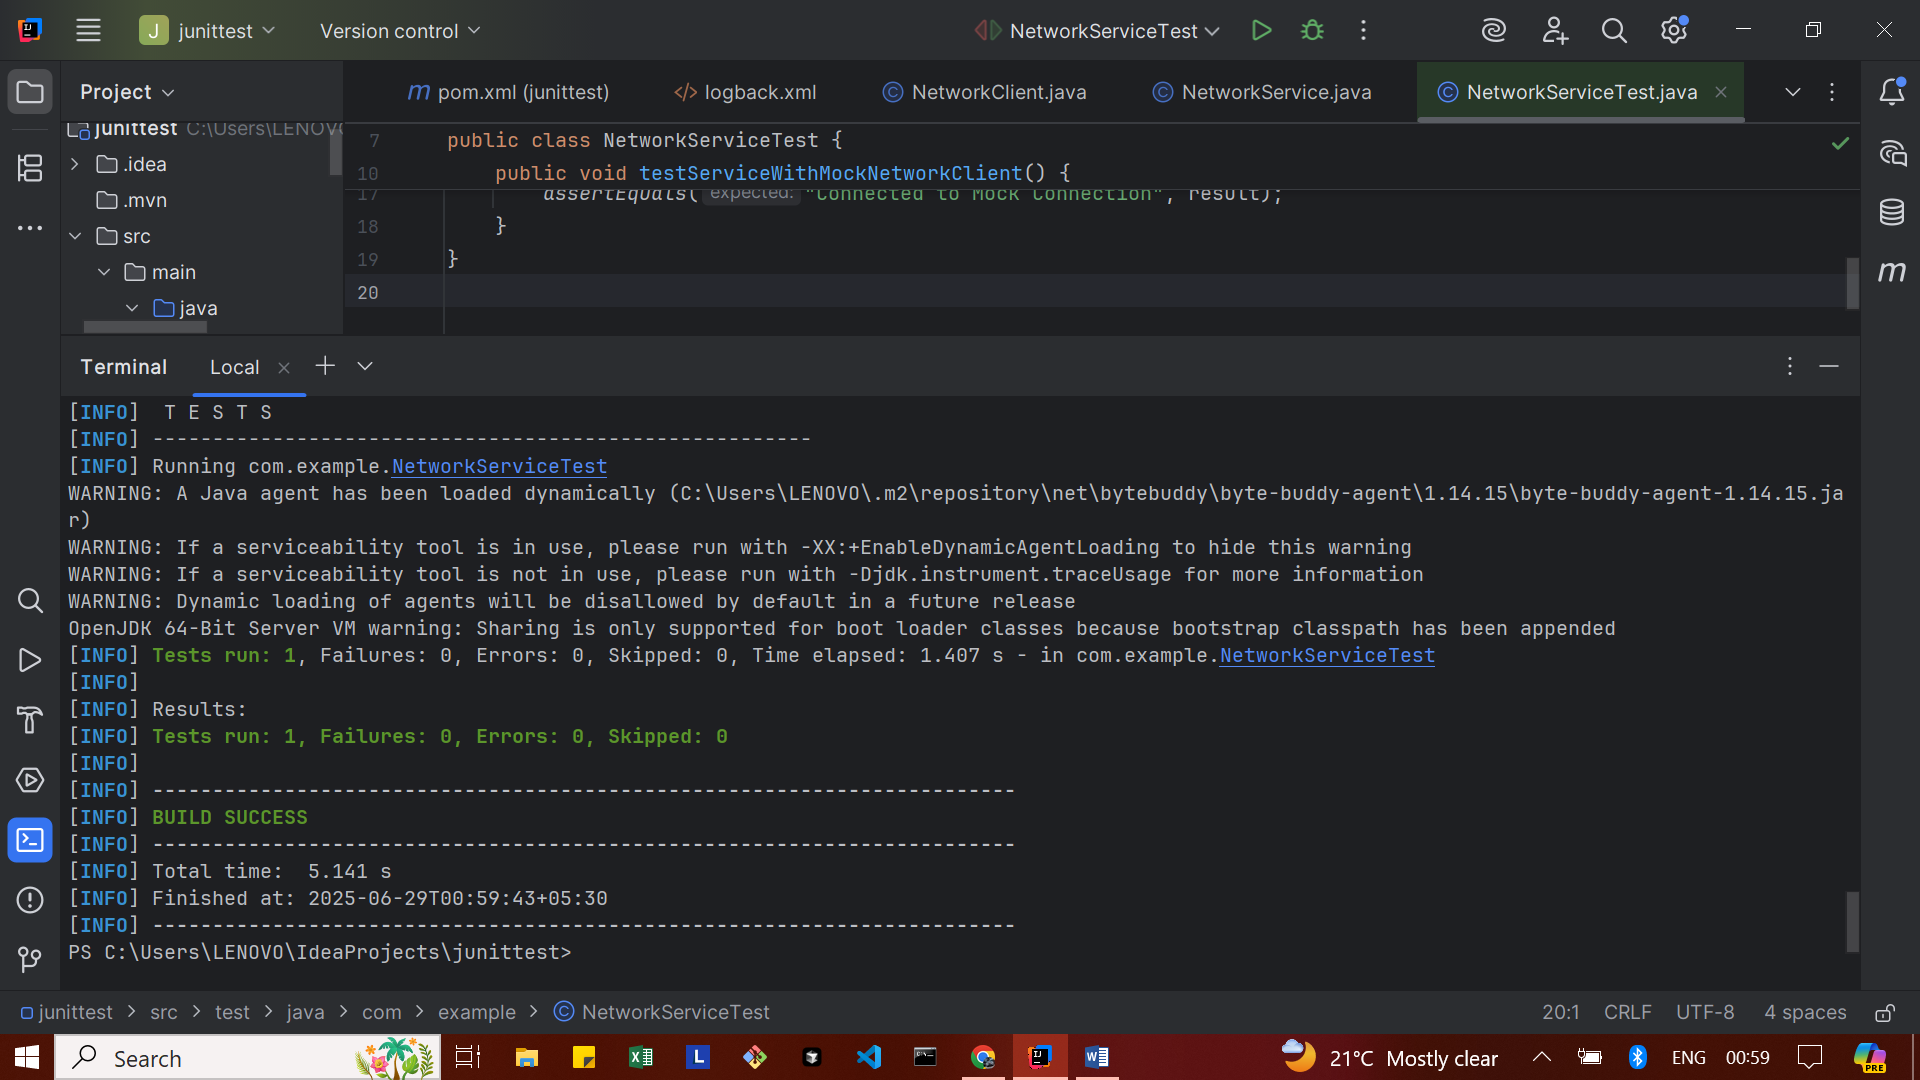 J junittest Version control NetworkServiceTest
Project
m pom.xml (junittest) </> logback.xml NetworkClient.java NetworkService.java NetworkServiceTest.java
junittest C:\Users\LENOVO
.idea
.mvn
src
main
java
7 public class NetworkServiceTest {
10 public void testServiceWithMockNetworkClient() {
17 assertEquals( expected: "Connected to Mock Connection", result);
18 }
19 }
20
Terminal Local
[INFO]  T E S T S
[INFO] -------------------------------------------------------
[INFO] Running com.example.NetworkServiceTest
WARNING: A Java agent has been loaded dynamically (C:\Users\LENOVO\.m2\repository\net\bytebuddy\byte-buddy-agent\1.14.15\byte-buddy-agent-1.14.15.ja
r)
WARNING: If a serviceability tool is in use, please run with -XX:+EnableDynamicAgentLoading to hide this warning
WARNING: If a serviceability tool is not in use, please run with -Djdk.instrument.traceUsage for more information
WARNING: Dynamic loading of agents will be disallowed by default in a future release
OpenJDK 64-Bit Server VM warning: Sharing is only supported for boot loader classes because bootstrap classpath has been appended
[INFO] Tests run: 1, Failures: 0, Errors: 0, Skipped: 0, Time elapsed: 1.407 s - in com.example.NetworkServiceTest
[INFO]
[INFO] Results:
[INFO] Tests run: 1, Failures: 0, Errors: 0, Skipped: 0
[INFO]
[INFO] ------------------------------------------------------------------------
[INFO] BUILD SUCCESS
[INFO] ------------------------------------------------------------------------
[INFO] Total time:  5.141 s
[INFO] Finished at: 2025-06-29T00:59:43+05:30
[INFO] ------------------------------------------------------------------------
PS C:\Users\LENOVO\IdeaProjects\junittest>
junittest > src > test > java > com > example > NetworkServiceTest 20:1 CRLF UTF-8 4 spaces
Search 21°C Mostly clear ENG 00:59